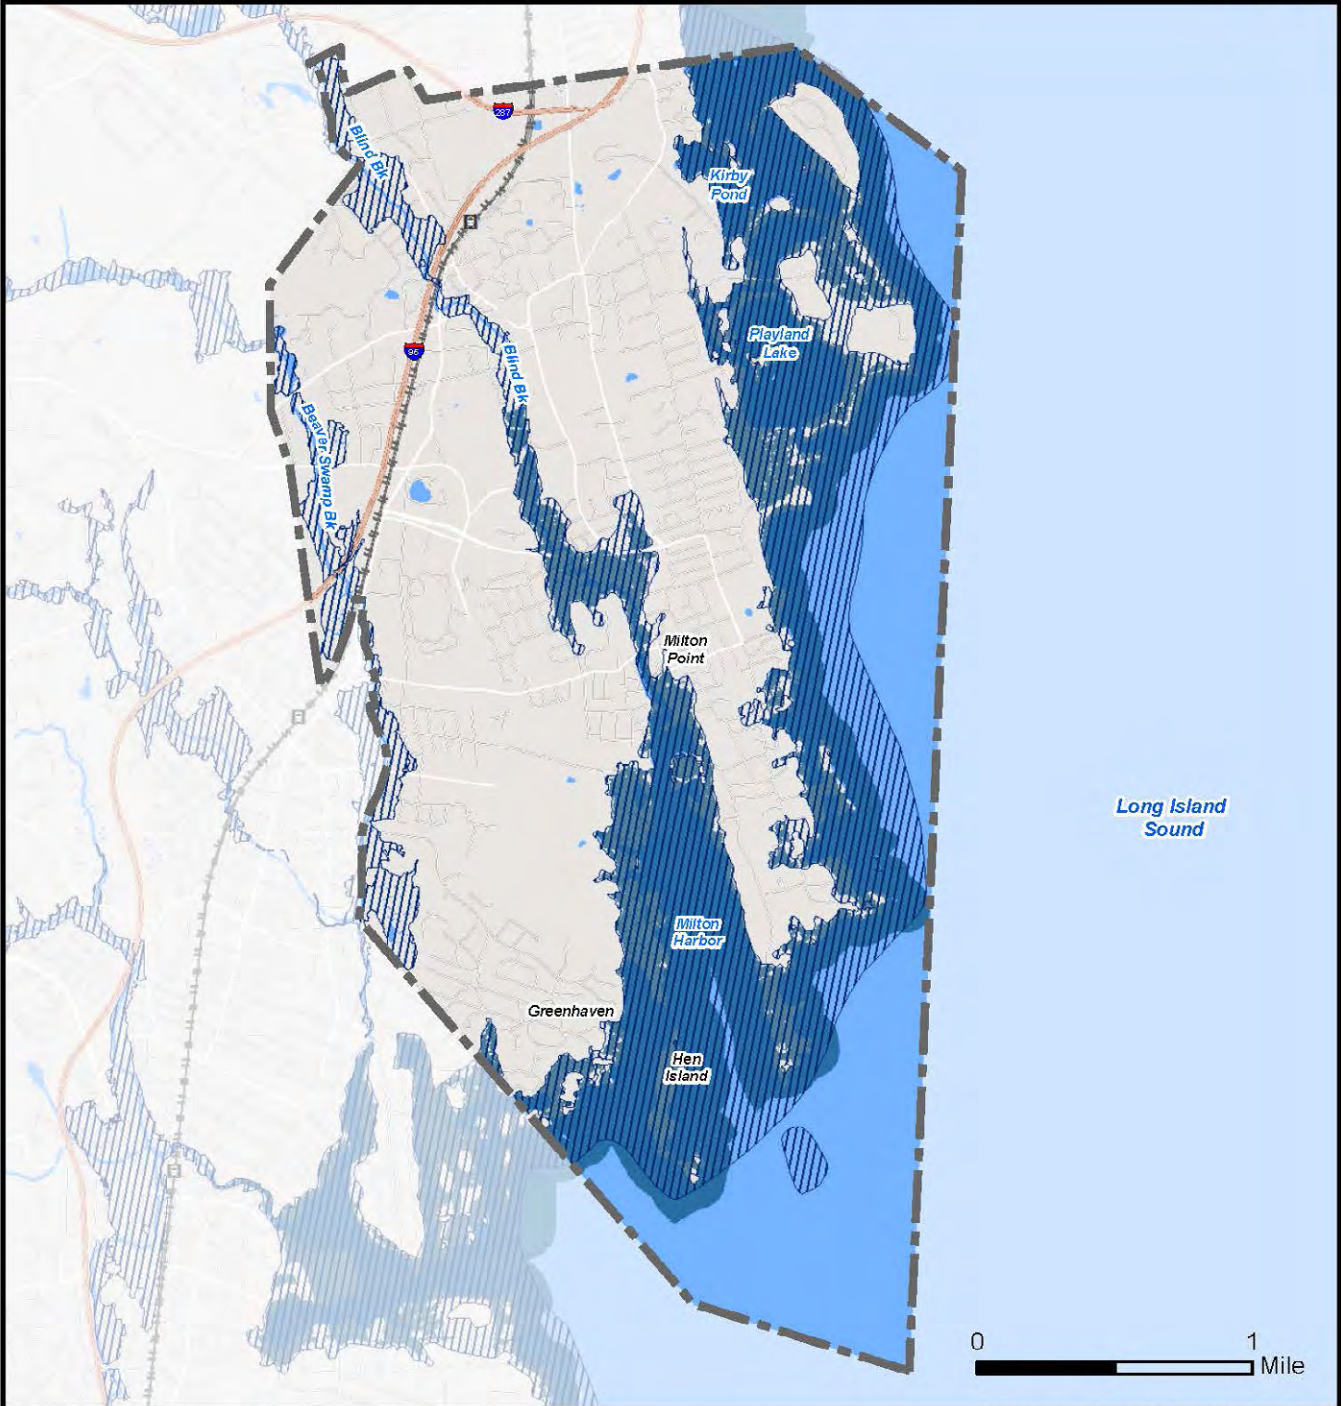 287
Blind Bk
Kirby
Pond
95
Playland
Lake
Blind Bk
Beaver Swamp Bk
Milton
Point
Long Island
Sound
Milton
Harbor
Greenhaven
Hen
Island
0 1
Mile